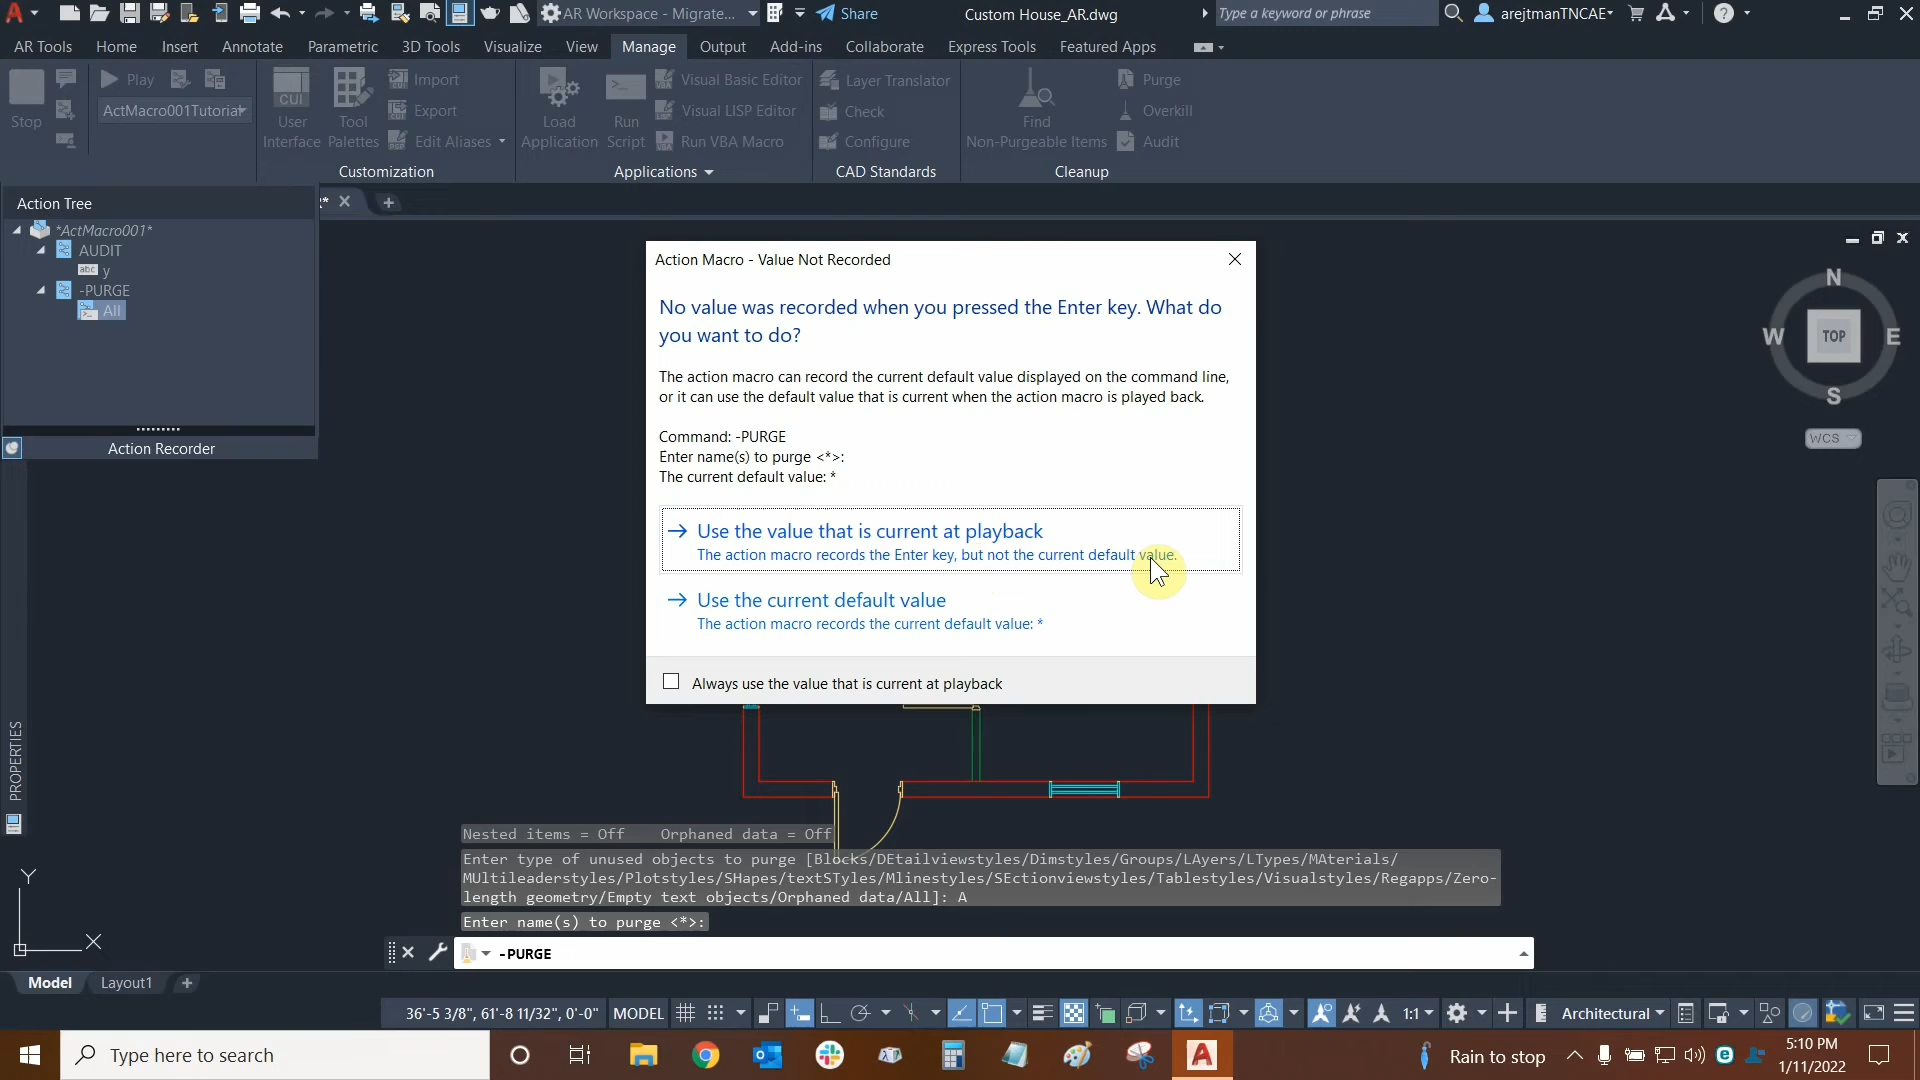 AR Workspace - Migrate...
Share
Custom House_AR.dwg
Type a keyword or phrase
arejtmanTNCAE
AR Tools
Home
Insert
Annotate
Parametric
3D Tools
Visualize
View
Manage
Output
Add-ins
Collaborate
Express Tools
Featured Apps
Stop
Play
ActMacro001Tutorial
CUI
User
Interface
Tool
Palettes
Import
Export
Edit Aliases
Customization
Load
Application
Run
Script
Visual Basic Editor
Visual LISP Editor
Run VBA Macro
Applications
Layer Translator
Check
Configure
CAD Standards
Find
Non-Purgeable Items
Purge
Overkill
Audit
Cleanup
Action Tree
*ActMacro001*
AUDIT
abc y
-PURGE
All
Action Recorder
Action Macro - Value Not Recorded
No value was recorded when you pressed the Enter key. What do
you want to do?
The action macro can record the current default value displayed on the command line,
or it can use the default value that is current when the action macro is played back.
Command: -PURGE
Enter name(s) to purge <*>:
The current default value: *
Use the value that is current at playback
The action macro records the Enter key, but not the current default value.
Use the current default value
The action macro records the current default value: *
Always use the value that is current at playback
N
W
TOP
E
S
WCS
PROPERTIES
Nested items = Off    Orphaned data = Off
Enter type of unused objects to purge [Blocks/DEtailviewstyles/Dimstyles/Groups/LAyers/LTypes/MAterials/
MUltileaderstyles/Plotstyles/SHapes/textSTyles/Mlinestyles/SEctionviewstyles/Tablestyles/Visualstyles/Regapps/Zero-
length geometry/Empty text objects/Orphaned data/All]: A
Enter name(s) to purge <*>:
-PURGE
Y
X
Model
Layout1
36'-5 3/8", 61'-8 11/32", 0'-0"
MODEL
1:1
Architectural
Type here to search
Rain to stop
5:10 PM
1/11/2022